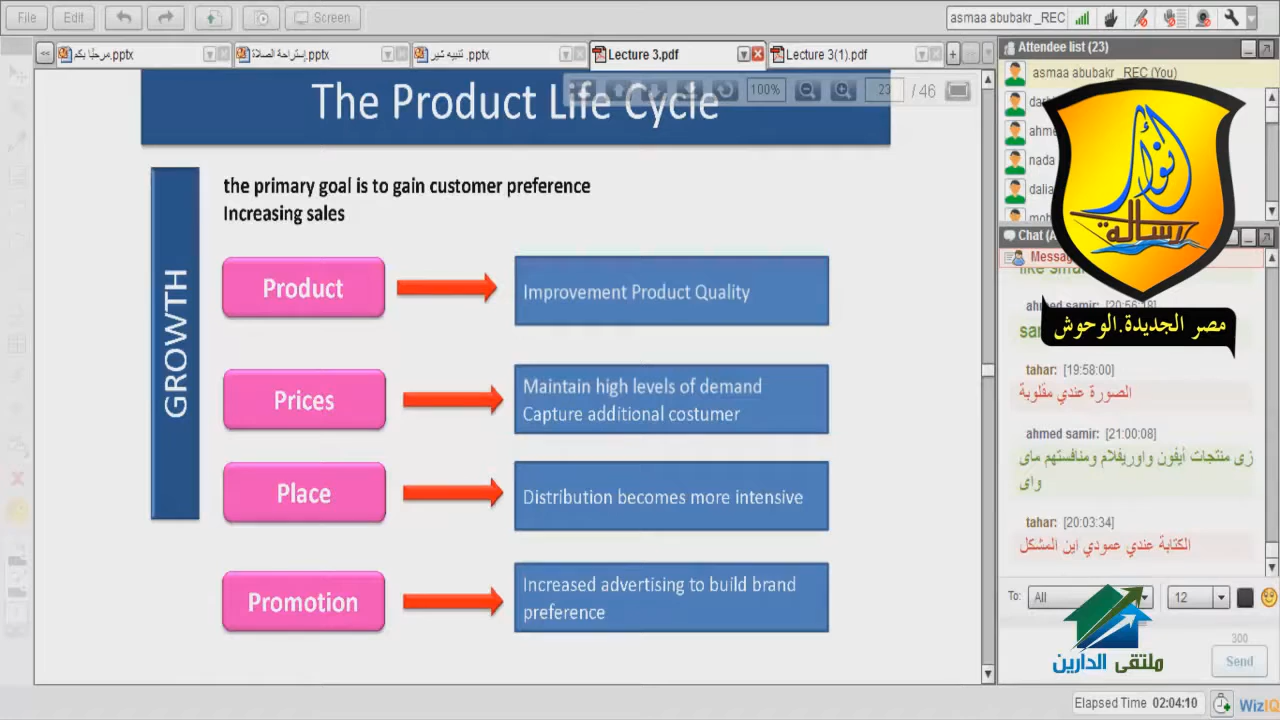 File
Edit
Screen
asmaa abubakr _REC
مرحبا بكم.pptx
إستراحة الصلاة.pptx
Lecture 3.pdf
Lecture 3(1).pdf
100%
23
/ 46
The Product Life Cycle
GROWTH
the primary goal is to gain customer preference
Increasing sales
Product
Improvement Product Quality
Prices
Maintain high levels of demand
Capture additional costumer
Place
Distribution becomes more intensive
Promotion
Increased advertising to build brand
preference
Attendee list (23)
asmaa abubakr _REC (You)
nada
أنوار
رسالة
مصر الجديدة.الوحوش
ahmed samir: [20:56:18]
tahar: [19:58:00]
الصورة عندي مقلوبة
ahmed samir: [21:00:08]
زى منتجات أيفون واوريفلام ومنافستهم ماى
واى
tahar: [20:03:34]
الكتابة عندي عمودي اين المشكل
To:
All
12
ملتقى الدارين
300
Send
Elapsed Time 02:04:10
WizIQ